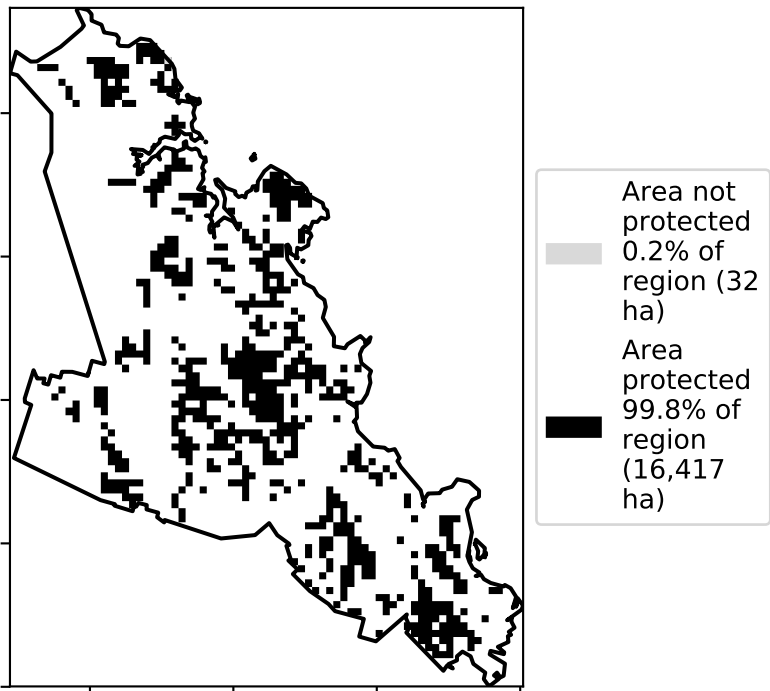 Area not
protected
0.2% of
region (32
ha)
Area
protected
99.8% of
region
(16,417
ha)